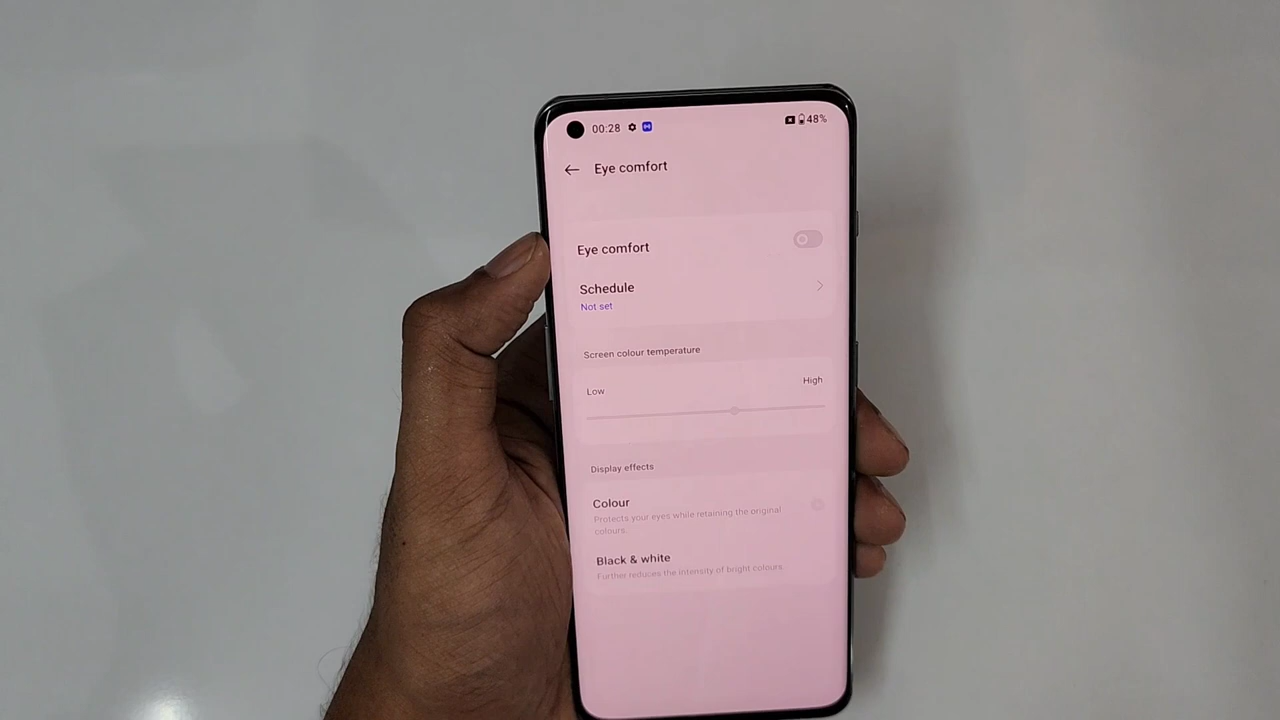 00:28 48%
Eye comfort
Eye comfort
Schedule
Not set
Screen colour temperature
Low High
Display effects
Colour
Protects your eyes while retaining the original
colours.
Black & white
Further reduces the intensity of bright colours